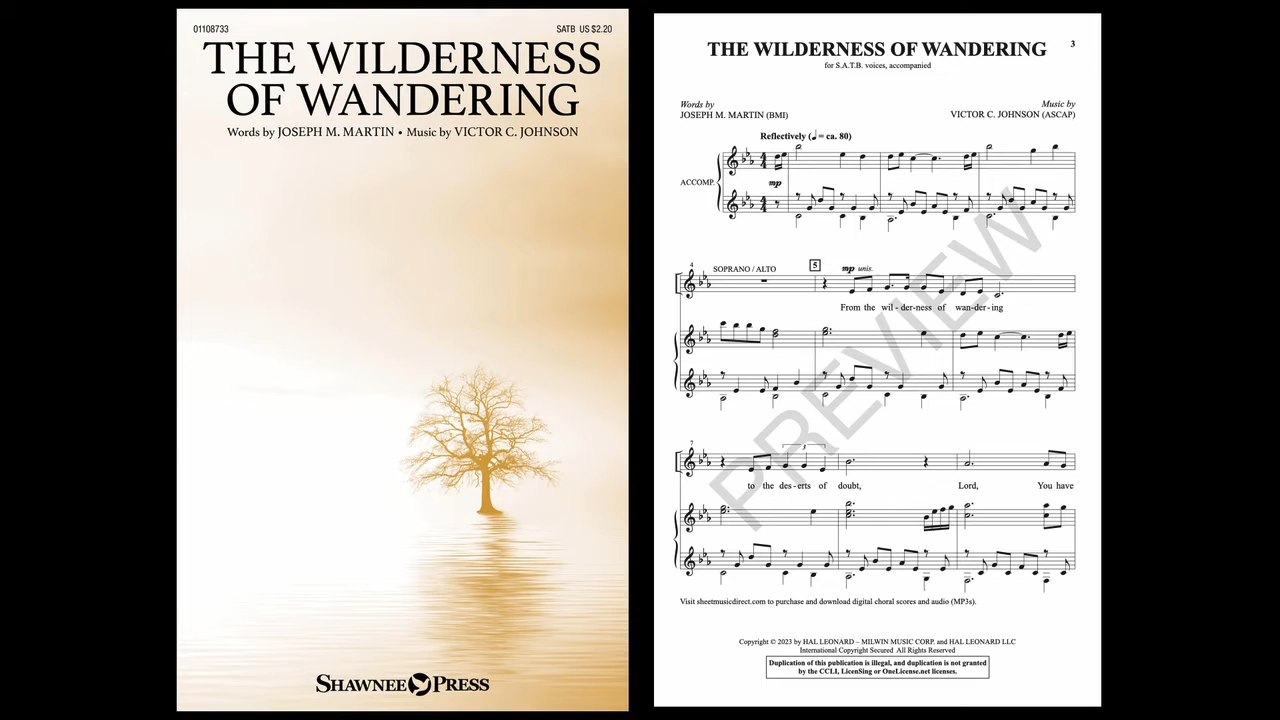 01108733
SATB US $2.20
THE WILDERNESS
OF WANDERING
Words by JOSEPH M. MARTIN • Music by VICTOR C. JOHNSON
SHAWNEE PRESS
THE WILDERNESS OF WANDERING
3
for S.A.T.B. voices, accompanied
Words by
JOSEPH M. MARTIN (BMI)
Music by
VICTOR C. JOHNSON (ASCAP)
Reflectively (♩ = ca. 80)
ACCOMP.
mp
4
SOPRANO / ALTO
5
mp unis.
From the wil - der-ness of wan-der-ing
7
3
to the des - erts of doubt, Lord, You have
PREVIEW
Visit sheetmusicdirect.com to purchase and download digital choral scores and audio (MP3s).
Copyright © 2023 by HAL LEONARD – MILWIN MUSIC CORP. and HAL LEONARD LLC
International Copyright Secured All Rights Reserved
Duplication of this publication is illegal, and duplication is not granted
by the CCLI, LicenSing or OneLicense.net licenses.